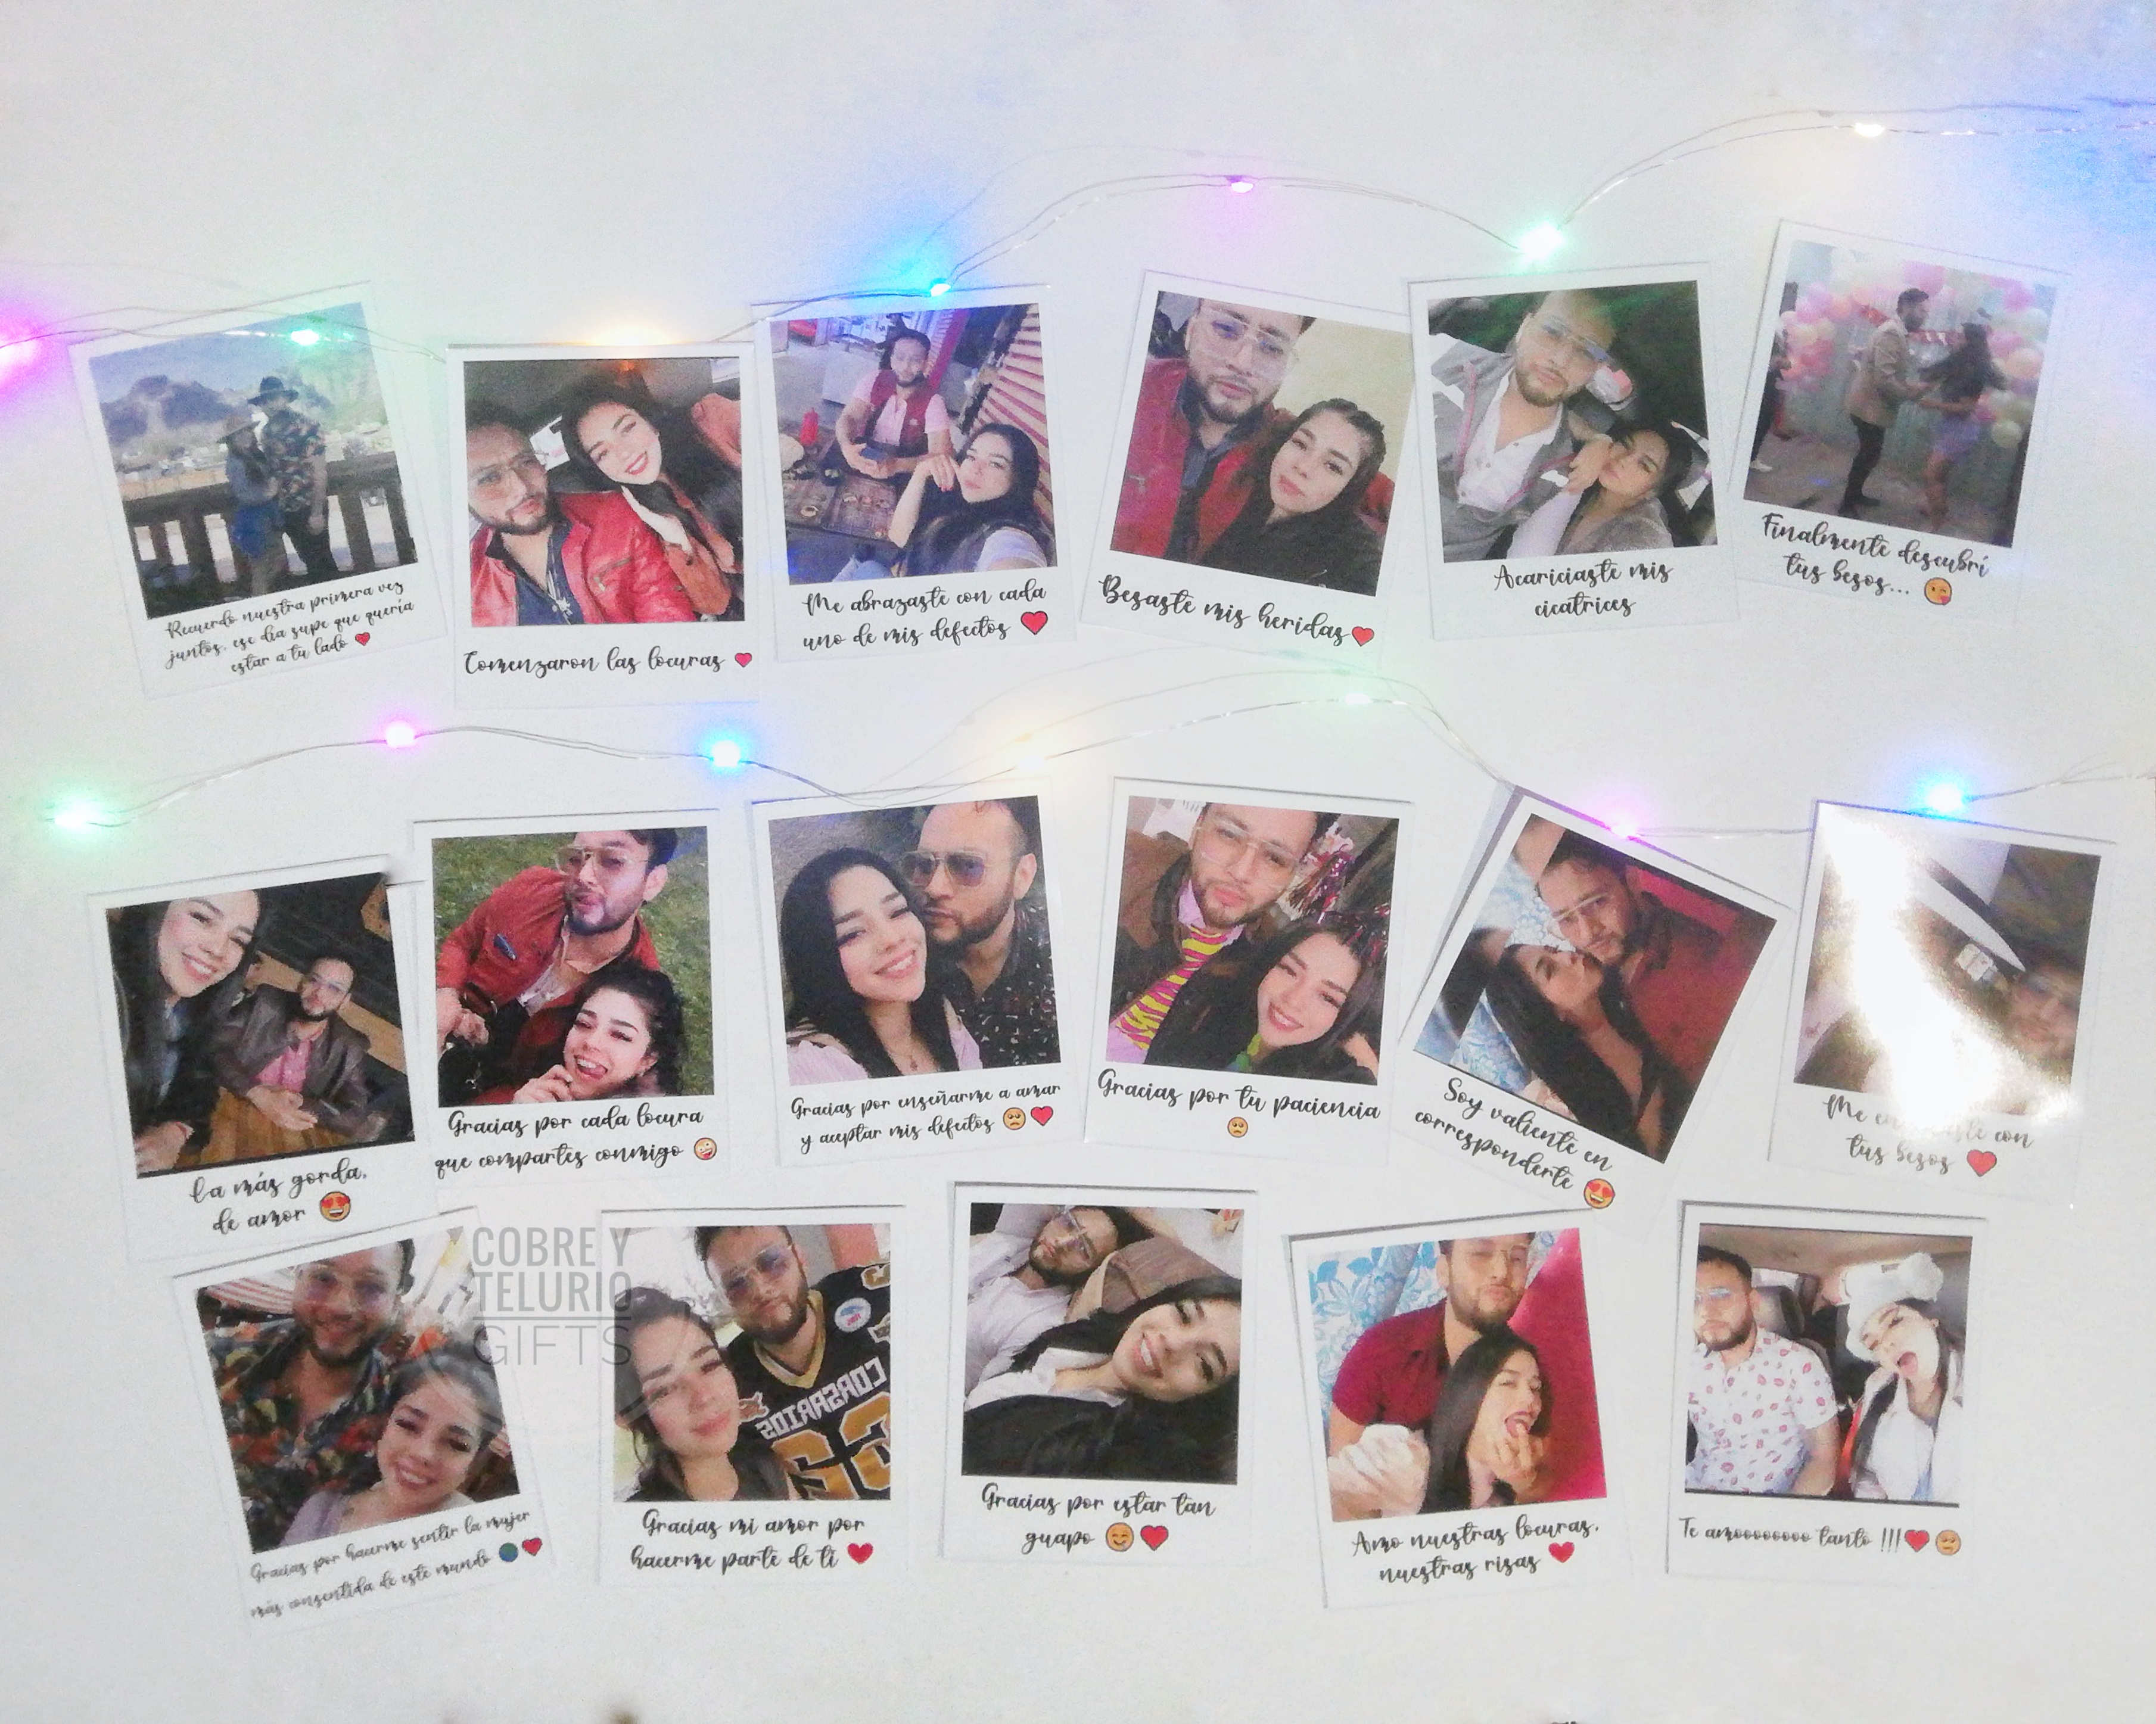 Recuerdo nuestra primera vez
juntos, ese día supe que quería
estar a tu lado ❤️
Comenzaron las locuras ❤️
Me abrazaste con cada
uno de mis defectos ❤️
Besaste mis heridas❤️
Acariciaste mis
cicatrices
Finalmente descubrí
tus besos... 😘
La más gorda,
de amor 😍
Gracias por cada locura
que compartes conmigo 🤪
Gracias por enseñarme a amar
y aceptar mis defectos 🥺❤️
Gracias por tu paciencia
🥺
Soy valiente en
corresponderte 😍
Me con
tus besos ❤️
COBRE Y
TELURIO
GIFTS
Gracias por hacerme sentir la mujer
más consentida de este mundo 🌎❤️
CORSARIOS
Gracias mi amor por
hacerme parte de ti ❤️
Gracias por estar tan
guapo 😊❤️
Amo nuestras locuras,
nuestras risas ❤️
Te amoooooooo tanto !!!❤️🥺